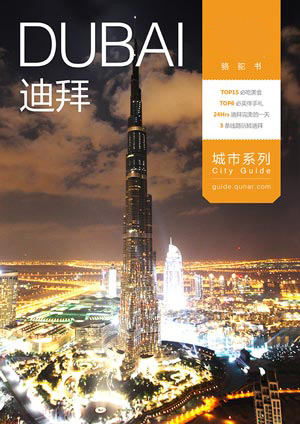 DUBAI
迪拜
骆驼书
TOP15 必吃美食
TOP6 必买伴手礼
24Hrs 迪拜完美的一天
3 条线路玩转迪拜
城市系列
City Guide
guide.qunar.com